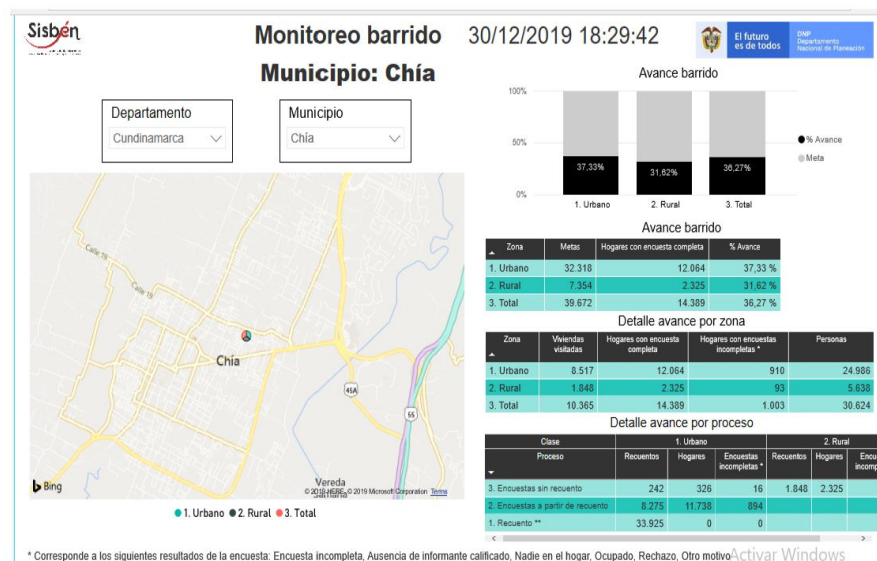 Sisbén
Monitoreo barrido 30/12/2019 18:29:42
El futuro
es de todos
DNP
Departamento
Nacional de Planeación
Municipio: Chía
Departamento
Cundinamarca
Municipio
Chía
Avance barrido
100%
50%
0%
37,33%
31,62%
36,27%
1. Urbano
2. Rural
3. Total
% Avance
Meta
Calle 19
Calle 19
Chía
45A
55
Vereda
Bing
© 2019 HERE, © 2019 Microsoft Corporation Terms
1. Urbano 2. Rural 3. Total
Avance barrido
Zona Metas Hogares con encuesta completa % Avance
1. Urbano 32.318 12.064 37,33 %
2. Rural 7.354 2.325 31,62 %
3. Total 39.672 14.389 36,27 %
Detalle avance por zona
Zona Viviendas visitadas Hogares con encuesta completa Hogares con encuestas incompletas * Personas
1. Urbano 8.517 12.064 910 24.986
2. Rural 1.848 2.325 93 5.638
3. Total 10.365 14.389 1.003 30.624
Detalle avance por proceso
Clase 1. Urbano 2. Rural
Proceso Recuentos Hogares Encuestas incompletas * Recuentos Hogares Encu incomp
3. Encuestas sin recuento 242 326 16 1.848 2.325
2. Encuestas a partir de recuento 8.275 11.738 894
1. Recuento ** 33.925 0 0
* Corresponde a los siguientes resultados de la encuesta: Encuesta incompleta, Ausencia de informante calificado, Nadie en el hogar, Ocupado, Rechazo, Otro motivo
Activar Windows